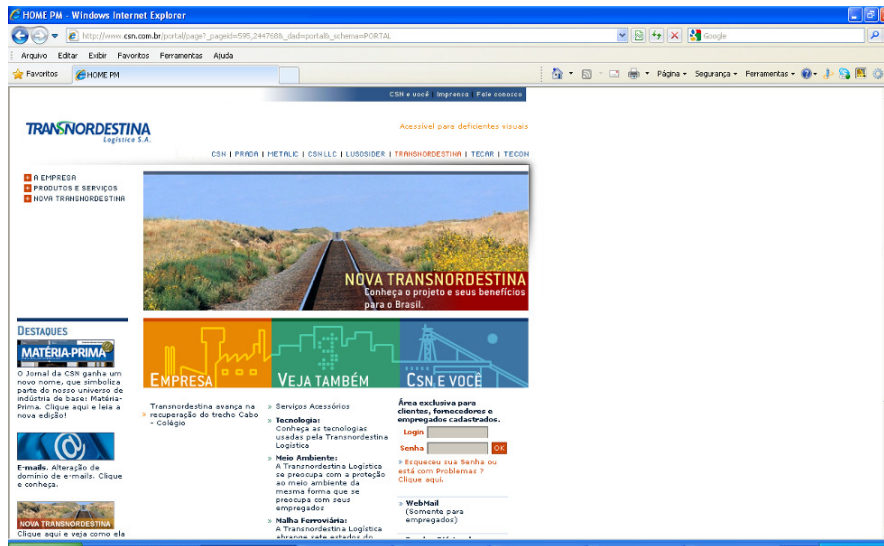 HOME PM - Windows Internet Explorer
http://www.csn.com.br/portal/page?_pageid=595,244768&_dad=portal&_schema=PORTAL
Google
Arquivo Editar Exibir Favoritos Ferramentas Ajuda
Favoritos HOME PM Página Segurança Ferramentas
CSN e você | Imprensa | Fale conosco
TRANSNORDESTINA
Logística S.A.
Acessível para deficientes visuais
CSN | PRADA | METALIC | CSN LLC | LUSOSIDER | TRANSNORDESTINA | TECAR | TECON
A EMPRESA
PRODUTOS E SERVIÇOS
NOVA TRANSNORDESTINA
NOVA TRANSNORDESTINA
Conheça o projeto e seus benefícios
para o Brasil.
DESTAQUES
MATÉRIA-PRIMA
O Jornal da CSN ganha um
novo nome, que simboliza
parte do nosso universo de
indústria de base: Matéria-
Prima. Clique aqui e leia a
nova edição!
E-mails. Alteração de
domínio de e-mails. Clique
e conheça.
NOVA TRANSNORDESTINA
Clique aqui e veja como ela
EMPRESA
Transnordestina avança na
» recuperação do trecho Cabo
- Colégio
VEJA TAMBÉM
» Serviços Acessórios
» Tecnologia:
Conheça as tecnologias
usadas pela Transnordestina
Logística
» Meio Ambiente:
A Transnordestina Logística
se preocupa com a proteção
ao meio ambiente da
mesma forma que se
preocupa com seus
empregados
» Malha Ferroviária:
A Transnordestina Logística
abrange sete estados do
CSN E VOCÊ
Área exclusiva para
clientes, fornecedores e
empregados cadastrados.
Login
Senha OK
» Esqueceu sua Senha ou
está com Problemas ?
Clique aqui.
» WebMail
(Somente para
empregados)